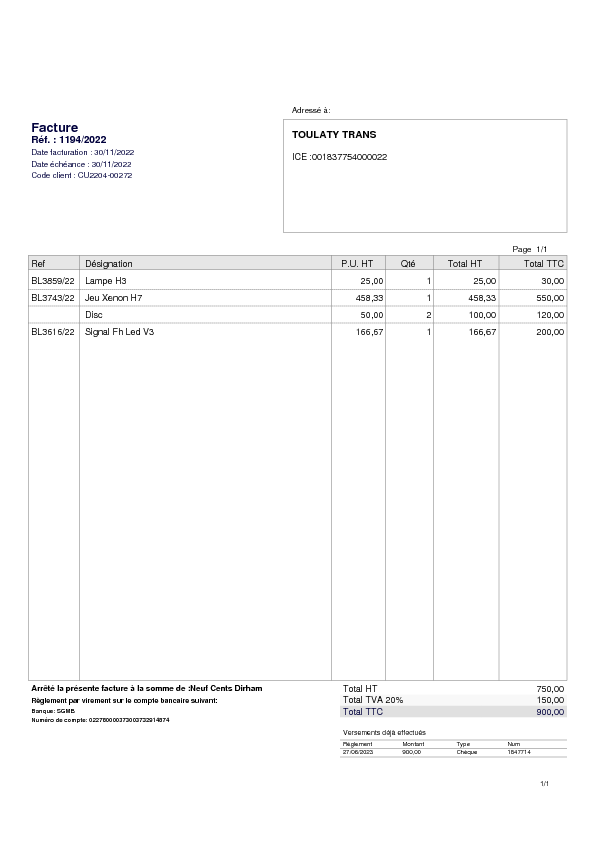 Adressé à:
Facture
Réf. : 1194/2022
Date facturation : 30/11/2022
Date échéance : 30/11/2022
Code client : CU2204-00272
TOULATY TRANS
ICE :001837754000022
Page 1/1
Ref Désignation P.U. HT Qté Total HT Total TTC
BL3859/22 Lampe H3 25,00 1 25,00 30,00
BL3743/22 Jeu Xenon H7 458,33 1 458,33 550,00
Disc 50,00 2 100,00 120,00
BL3616/22 Signal Fh Led V3 166,67 1 166,67 200,00
Arrêté la présente facture à la somme de :Neuf Cents Dirham
Règlement par virement sur le compte bancaire suivant:
Banque: SGMB
Numéro de compte:
Total HT 750,00
Total TVA 20% 150,00
Total TTC 900,00
Versements déjà effectués
Règlement Montant Type Num
27/06/2023 900,00 Chèque 1847714
1/1